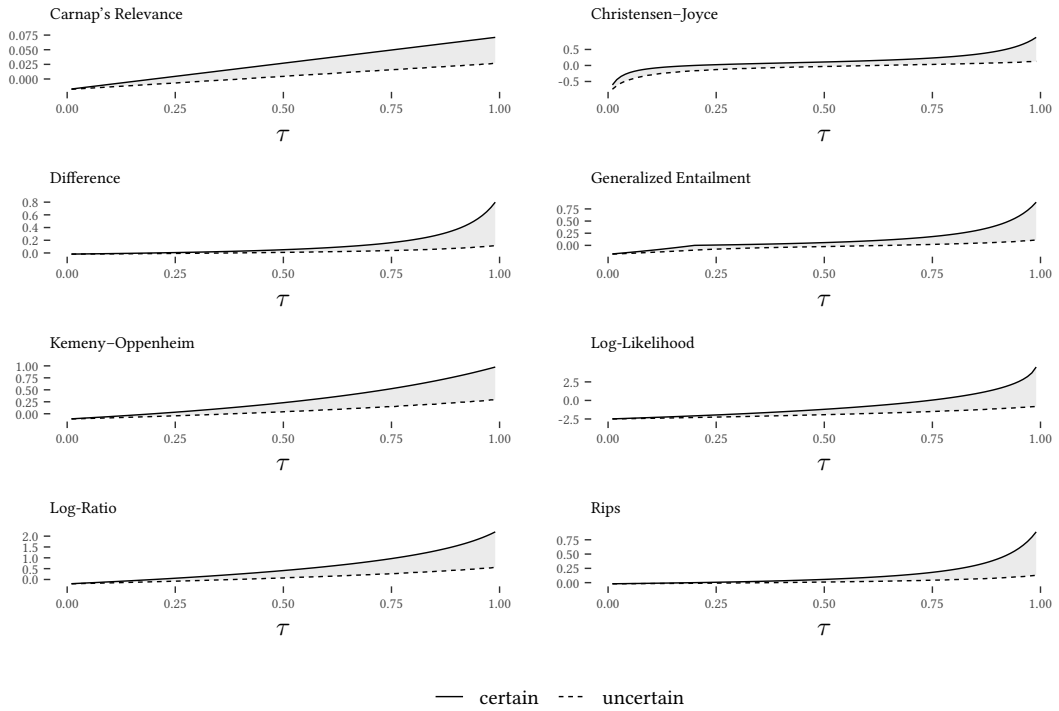 Carnap's Relevance
0.075
0.050
0.025
0.000
0.00 0.25 0.50 0.75 1.00
τ
Christensen–Joyce
0.5
0.0
-0.5
0.00 0.25 0.50 0.75 1.00
τ
Difference
0.8
0.6
0.4
0.2
0.0
0.00 0.25 0.50 0.75 1.00
τ
Generalized Entailment
0.75
0.50
0.25
0.00
0.00 0.25 0.50 0.75 1.00
τ
Kemeny–Oppenheim
1.00
0.75
0.50
0.25
0.00
0.00 0.25 0.50 0.75 1.00
τ
Log-Likelihood
2.5
0.0
-2.5
0.00 0.25 0.50 0.75 1.00
τ
Log-Ratio
2.0
1.5
1.0
0.5
0.0
0.00 0.25 0.50 0.75 1.00
τ
Rips
0.75
0.50
0.25
0.00
0.00 0.25 0.50 0.75 1.00
τ
certain uncertain